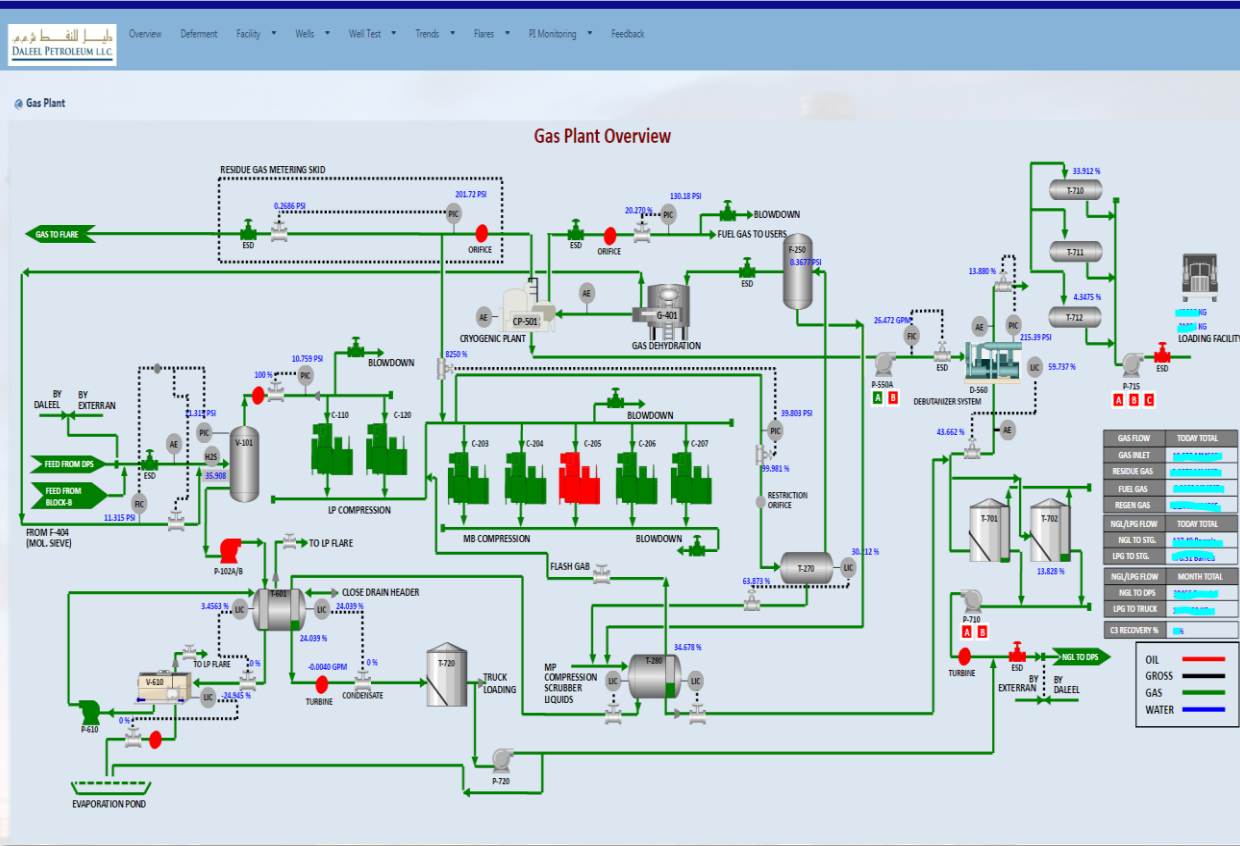 دليل للنفط ش.م.م
DALEEL PETROLEUM L.L.C
Overview
Deferment
Facility
Wells
Well Test
Trends
Flares
PI Monitoring
Feedback
Gas Plant
Gas Plant Overview
RESIDUE GAS METERING SKID
201.72 PSI
0.2686 PSI
PIC
GAS TO FLARE
ESD
ORIFICE
130.18 PSI
20.270 %
PIC
BLOWDOWN
FUEL GAS TO USERS
ESD
ORIFICE
F-250
0.3677 PSI
ESD
AE
AE
CP-501
CRYOGENIC PLANT
G-401
GAS DEHYDRATION
33.912 %
T-710
T-711
4.3475 %
T-712
13.880 %
26.472 GPM
FIC
AE
PIC
215.39 PSI
ESD
LIC
59.737 %
P-550A
A B
D-560
DEBUTANIZER SYSTEM
43.662 %
AE
KG
KG
LOADING FACILITY
ESD
P-715
A B C
8250 %
10.759 PSI
BLOWDOWN
100 %
PIC
BY DALEEL
BY EXTERRAN
PIC
V-101
AE
H2S
35.908
FEED FROM DPS
ESD
FEED FROM BLOCK-B
FIC
11.315 PSI
FROM F-404
(MOL. SIEVE)
C-110
C-120
LP COMPRESSION
BLOWDOWN
39.803 PSI
PIC
C-203
C-204
C-205
C-206
C-207
99.981 %
RESTRICTION
ORIFICE
MB COMPRESSION
BLOWDOWN
P-102A/B
TO LP FLARE
FLASH GAB
T-270
LIC
63.873 %
T-601
CLOSE DRAIN HEADER
3.4563 %
LIC
LIC
24.039 %
24.039 %
TO LP FLARE
0 %
-0.0040 GPM
0 %
TURBINE
CONDENSATE
V-610
LIC
-24.945 %
P-610
0 %
T-720
TRUCK
LOADING
MP
COMPRESSION
SCRUBBER
LIQUIDS
34.678 %
T-280
LIC
LIC
P-720
EVAPORATION POND
T-701
T-702
13.828 %
P-710
A B
TURBINE
ESD
NGL TO DPS
BY EXTERRAN
BY DALEEL
GAS FLOW TODAY TOTAL
GAS INLET
RESIDUE GAS
FUEL GAS
REGEN GAS
NGL/LPG FLOW TODAY TOTAL
NGL TO STG.
LPG TO STG.
NGL/LPG FLOW MONTH TOTAL
NGL TO DPS
LPG TO TRUCK
C3 RECOVERY %
OIL
GROSS
GAS
WATER